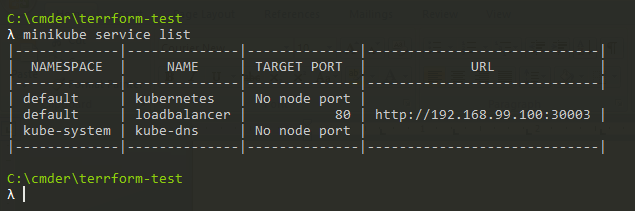 C:\cmder\terrform-test
λ minikube service list
|-------------|--------------|--------------|-----------------------------|
| NAMESPACE | NAME | TARGET PORT | URL |
|-------------|--------------|--------------|-----------------------------|
| default | kubernetes | No node port |
| default | loadbalancer | 80 | http://192.168.99.100:30003 |
| kube-system | kube-dns | No node port |
|-------------|--------------|--------------|-----------------------------|
C:\cmder\terrform-test
λ